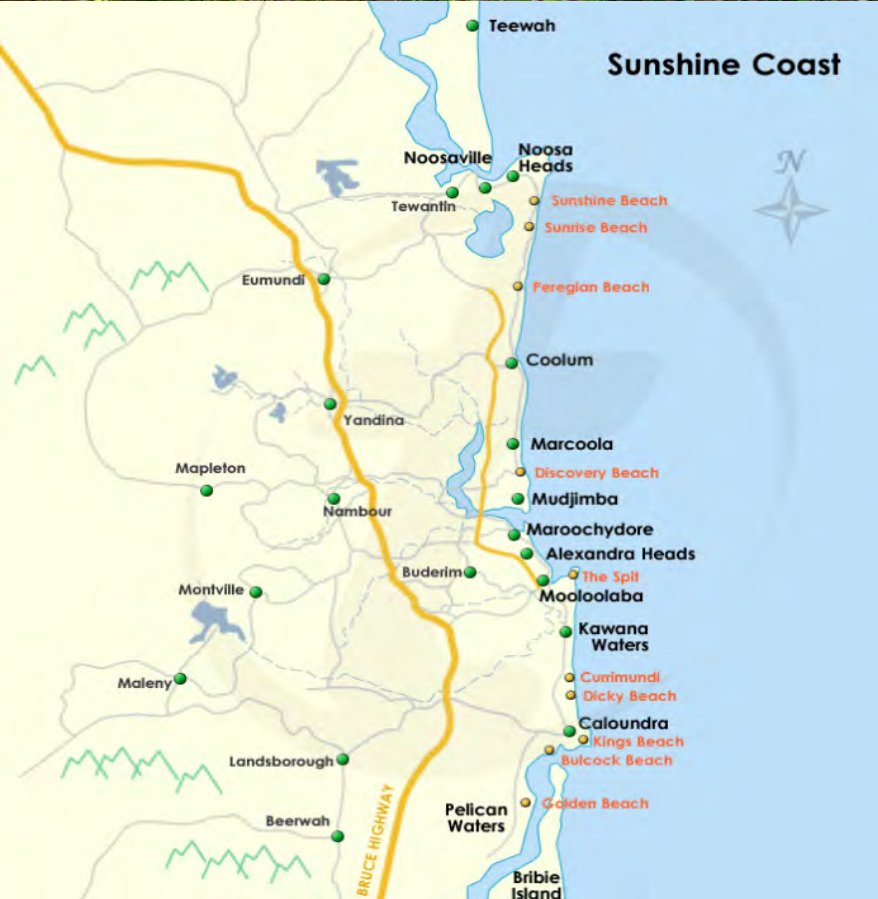 Teewah
Sunshine Coast
N
Noosaville
Noosa
Heads
Tewantin
Sunshine Beach
Sunrise Beach
Eumundi
Peregian Beach
Coolum
Yandina
Marcoola
Mapleton
Discovery Beach
Nambour
Mudjimba
Maroochydore
Alexandra Heads
Buderim
The Spit
Montville
Mooloolaba
Kawana
Waters
Maleny
Currimundi
Dicky Beach
Caloundra
Kings Beach
Landsborough
Bulcock Beach
BRUCE HIGHWAY
Pelican
Waters
Golden Beach
Beerwah
Bribie
Island